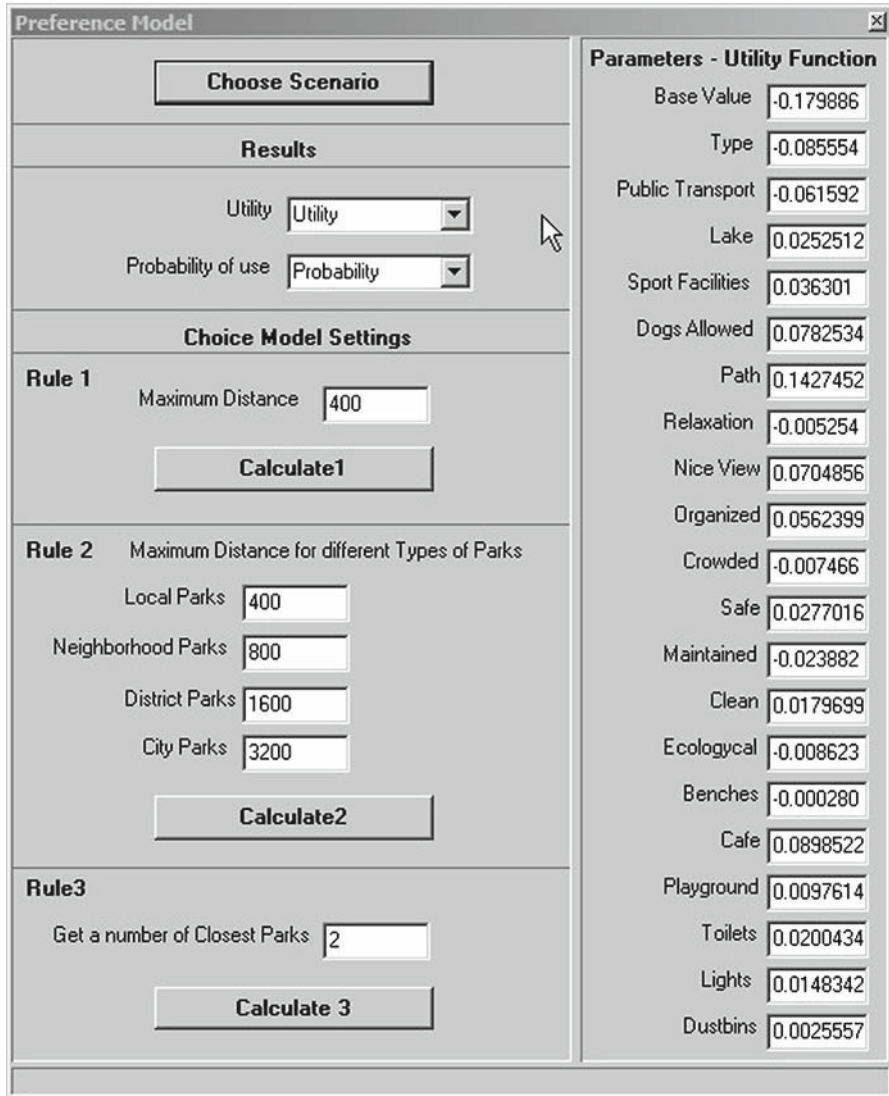 Preference Model
Choose Scenario
Results
Utility Utility
Probability of use Probability
Choice Model Settings
Rule 1
Maximum Distance 400
Calculate1
Rule 2 Maximum Distance for different Types of Parks
Local Parks 400
Neighborhood Parks 800
District Parks 1600
City Parks 3200
Calculate2
Rule3
Get a number of Closest Parks 2
Calculate 3
Parameters - Utility Function
Base Value -0.179886
Type -0.085554
Public Transport -0.061592
Lake 0.0252512
Sport Facilities 0.036301
Dogs Allowed 0.0782534
Path 0.1427452
Relaxation -0.005254
Nice View 0.0704856
Organized 0.0562399
Crowded -0.007466
Safe 0.0277016
Maintained -0.023882
Clean 0.0179699
Ecologycal -0.008623
Benches -0.000280
Cafe 0.0898522
Playground 0.0097614
Toilets 0.0200434
Lights 0.0148342
Dustbins 0.0025557